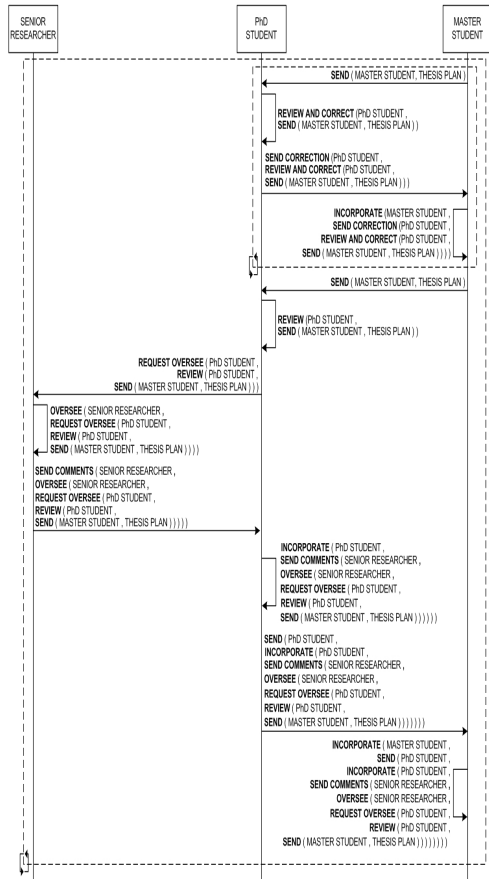 SENIOR
RESEARCHER
PhD
STUDENT
MASTER
STUDENT
SEND ( MASTER STUDENT, THESIS PLAN )
REVIEW AND CORRECT (PhD STUDENT ,
SEND ( MASTER STUDENT , THESIS PLAN ) )
SEND CORRECTION (PhD STUDENT ,
REVIEW AND CORRECT (PhD STUDENT ,
SEND ( MASTER STUDENT , THESIS PLAN ) ) )
INCORPORATE (MASTER STUDENT ,
SEND CORRECTION (PhD STUDENT ,
REVIEW AND CORRECT (PhD STUDENT ,
SEND ( MASTER STUDENT , THESIS PLAN ) ) ) )
SEND ( MASTER STUDENT, THESIS PLAN )
REVIEW (PhD STUDENT ,
SEND ( MASTER STUDENT , THESIS PLAN ) )
REQUEST OVERSEE ( PhD STUDENT ,
REVIEW ( PhD STUDENT ,
SEND ( MASTER STUDENT , THESIS PLAN ) ) )
OVERSEE ( SENIOR RESEARCHER ,
REQUEST OVERSEE ( PhD STUDENT ,
REVIEW ( PhD STUDENT ,
SEND ( MASTER STUDENT , THESIS PLAN ) ) ) )
SEND COMMENTS ( SENIOR RESEARCHER ,
OVERSEE ( SENIOR RESEARCHER ,
REQUEST OVERSEE ( PhD STUDENT ,
REVIEW ( PhD STUDENT ,
SEND ( MASTER STUDENT , THESIS PLAN ) ) ) ) )
INCORPORATE ( PhD STUDENT ,
SEND COMMENTS ( SENIOR RESEARCHER ,
OVERSEE ( SENIOR RESEARCHER ,
REQUEST OVERSEE ( PhD STUDENT ,
REVIEW ( PhD STUDENT ,
SEND ( MASTER STUDENT , THESIS PLAN ) ) ) ) ) )
SEND ( PhD STUDENT ,
INCORPORATE ( PhD STUDENT ,
SEND COMMENTS ( SENIOR RESEARCHER ,
OVERSEE ( SENIOR RESEARCHER ,
REQUEST OVERSEE ( PhD STUDENT ,
REVIEW ( PhD STUDENT ,
SEND ( MASTER STUDENT , THESIS PLAN ) ) ) ) ) ) )
INCORPORATE ( MASTER STUDENT ,
SEND ( PhD STUDENT ,
INCORPORATE ( PhD STUDENT ,
SEND COMMENTS ( SENIOR RESEARCHER ,
OVERSEE ( SENIOR RESEARCHER ,
REQUEST OVERSEE ( PhD STUDENT ,
REVIEW ( PhD STUDENT ,
SEND ( MASTER STUDENT , THESIS PLAN ) ) ) ) ) ) ) )